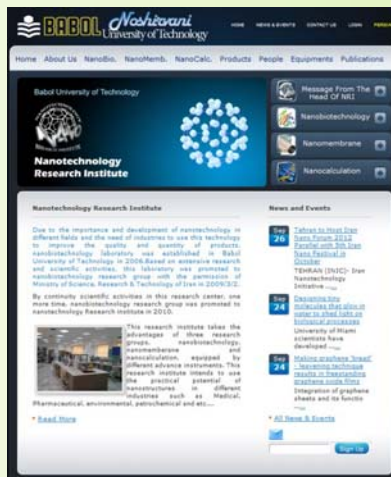 BABOL Noshirvani
University of Technology
HOME NEWS & EVENTS CONTACT US LOGIN PERSIAN
Home About Us NanoBio. NanoMemb. NanoCalc. Products People Equipments Publications
Babol University of Technology
NANO
Nanotechnology
Research Institute
Message From The
Head Of NRI
Nanobiotechnology
Nanomembrane
Nanocalculation
Nanotechnology Research Institute
Due to the importance and development of nanotechnology in
different fields and the need of industries to use this technology
to improve the quality and quantity of products,
nanobiotechnology laboratory was established in Babol
University of Technology in 2006.Based on extensive research
and scientific activities, this laboratory was promoted to
nanobiotechnology research group with the permission of
Ministry of Science, Research & Technology of Iran in 2009/3/2.
By continuity scientific activities in this research center, one
more time, nanobiotechnology research group was promoted to
nanotechnology Research institute in 2010.
This research institute takes the
advantages of three research
groups, nanobiotechnology,
nanomembrane and
nanocalculation, equipped by
different advance instruments. This
research institute intends to use
the practical potential of
nanostructures in different
industries such as Medical,
Pharmaceutical, environmental, petrochemical and etc...
Read More
News and Events
Sep
26
Tehran to Host Iran
Nano Forum 2012
Parallel with 5th Iran
Nano Festival in
October
TEHRAN (INIC)- Iran
Nanotechnology
Initiative ...
Sep
24
Designing tiny
molecules that glow in
water to shed light on
biological processes
University of Miami
scientists have
developed ...
Sep
24
Making graphene 'bread'
- leavening technique
results in freestanding
graphene oxide films
Integration of graphene
sheets and its functio
...
All News & Events
Sign Up